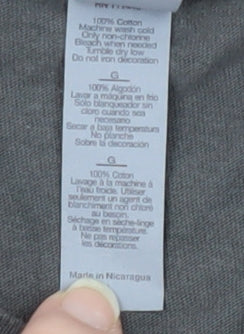 100% Cotton
Machine wash cold
Only non-chlorine
Bleach when needed
Tumble dry low
Do not iron decoration
G
100% Algodón
Lavar a máquina en frio
Sólo blanqueador sin
cloro cuando sea
necesario
Secar a baja temperatura
No planche
Sobre la decoración
G
100% Coton
Lavage à la machine à
l'eau froide. Utiliser
seulement un agent de
blanchiment non chloré
au besoin.
Séchage en sèche-linge
à basse température.
Ne pas repasser
les décorations.
Made in Nicaragua